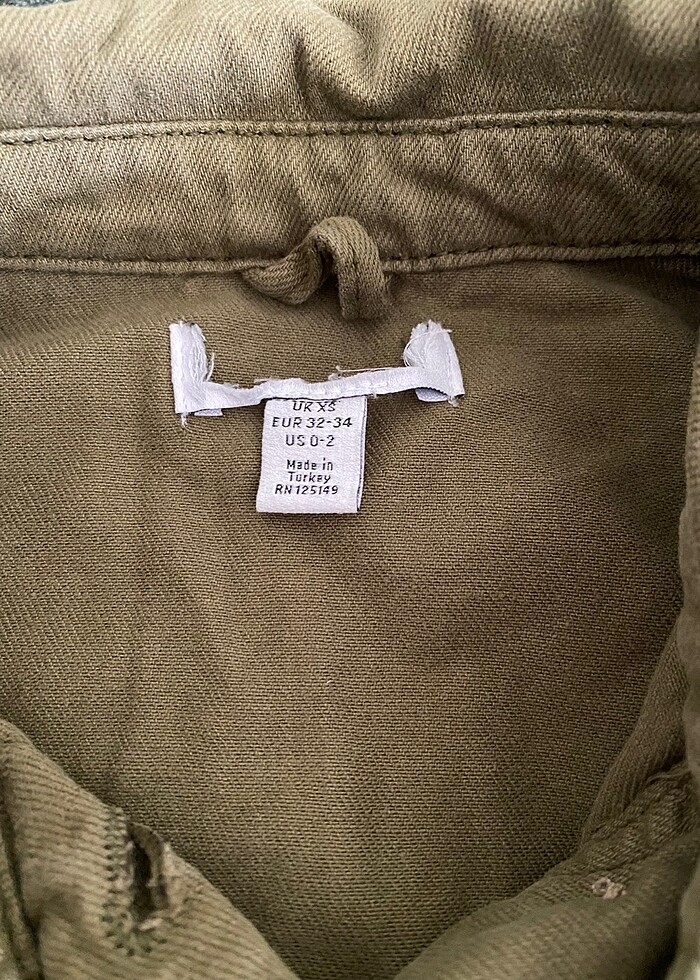 UK XS
EUR 32-34
US 0-2
Made in
Turkey
RN 125149